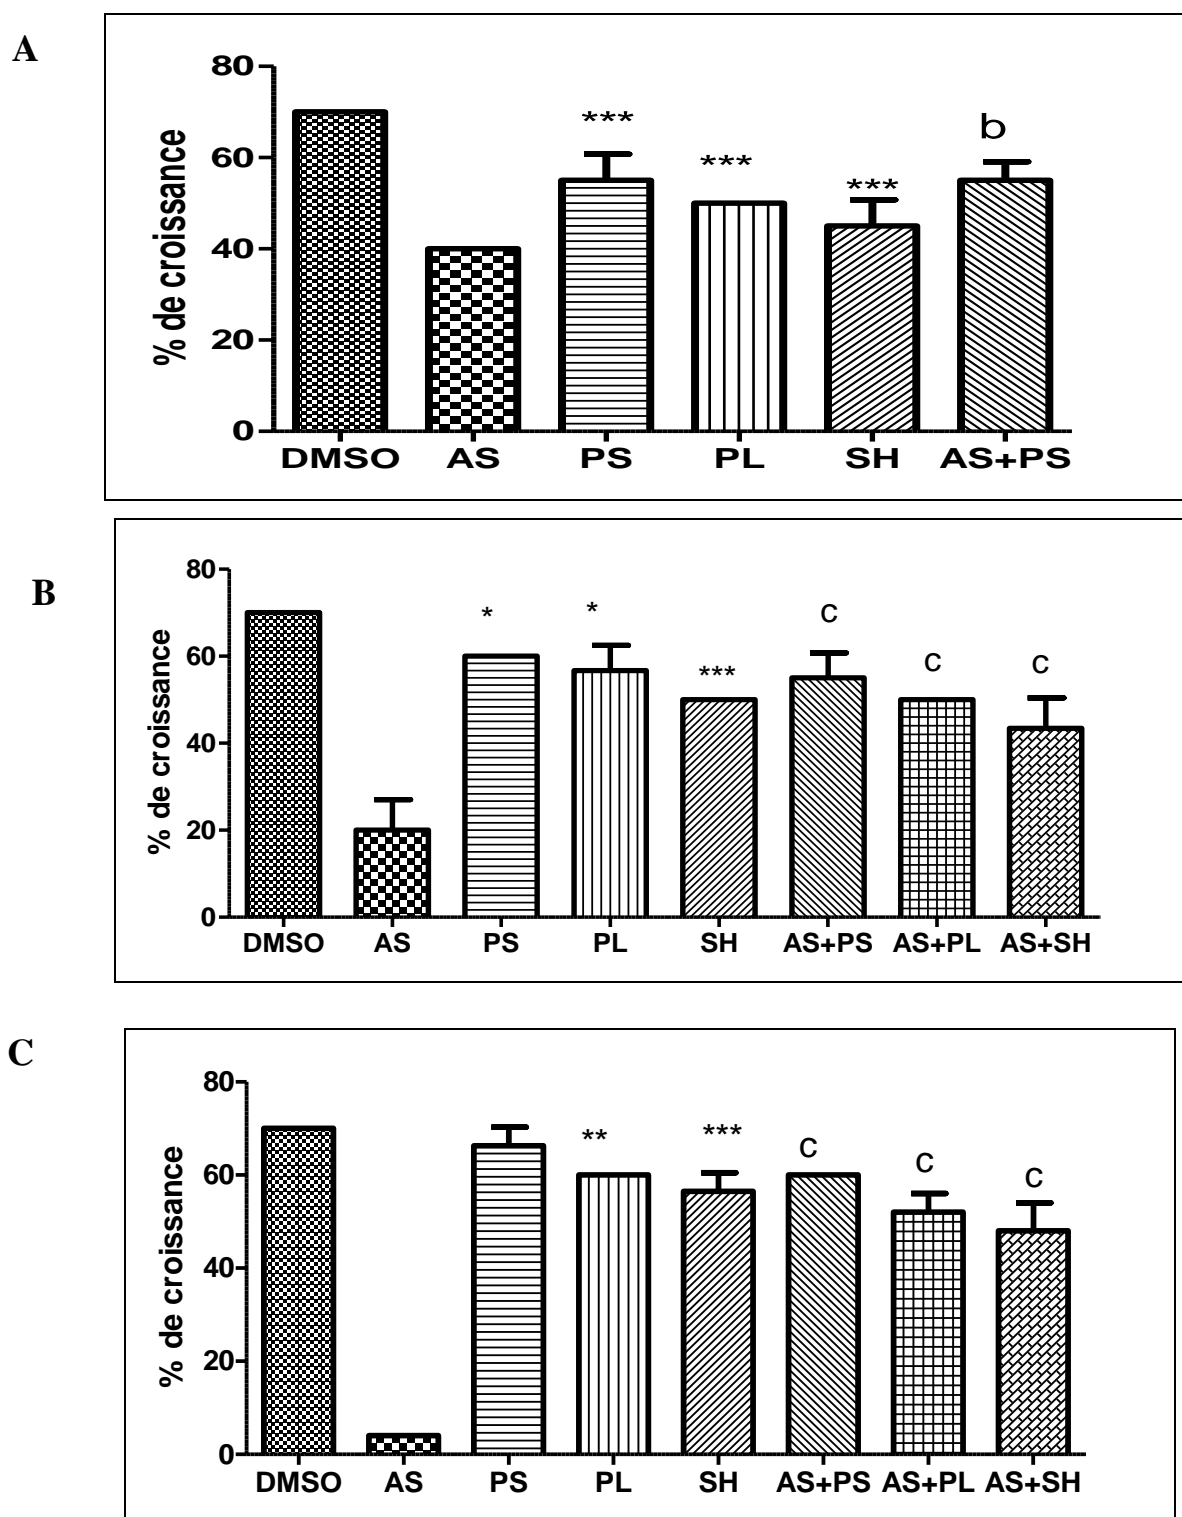 A
% de croissance
80
60
40
20
0
*** *** *** b
DMSO AS PS PL SH AS+PS
B
% de croissance
80
60
40
20
0
* * *** c c c
DMSO AS PS PL SH AS+PS AS+PL AS+SH
C
% de croissance
80
60
40
20
0
** *** c c c
DMSO AS PS PL SH AS+PS AS+PL AS+SH